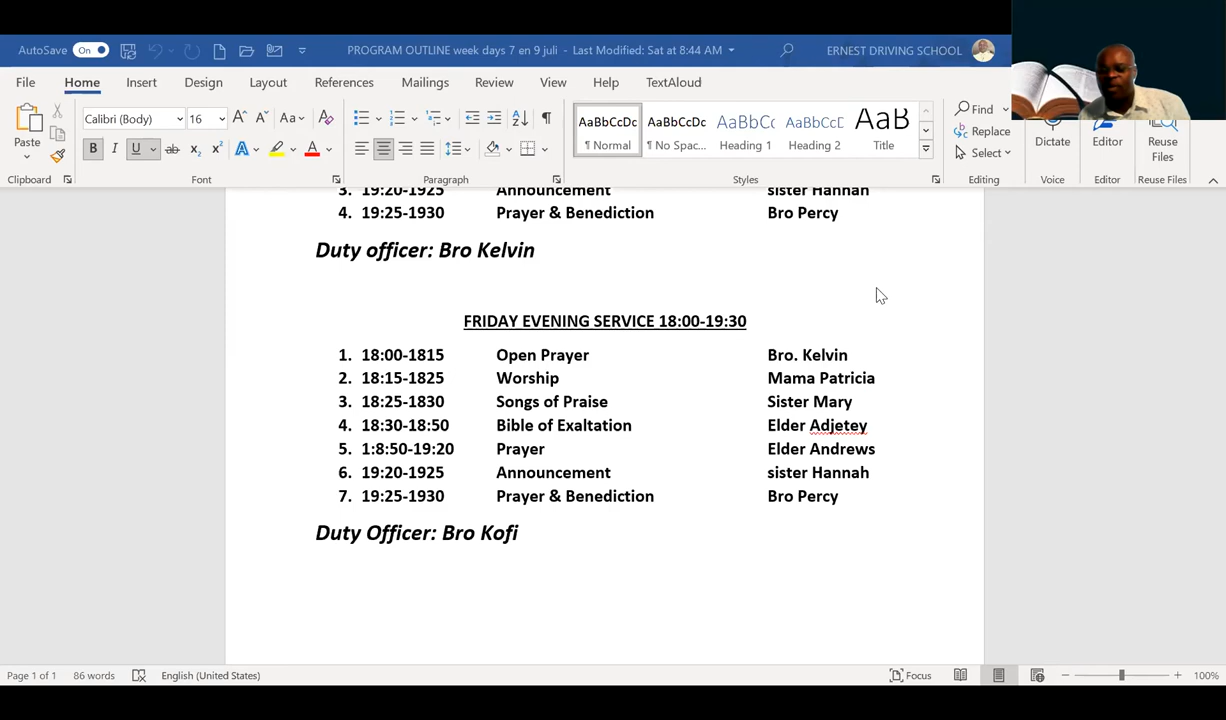 AutoSave On PROGRAM OUTLINE week days 7 en 9 juli - Last Modified: Sat at 8:44 AM ERNEST DRIVING SCHOOL
File Home Insert Design Layout References Mailings Review View Help TextAloud
Paste
Calibri (Body) 16
AaBbCcDc AaBbCcDc AaBbCc AaBbCcD AaB
¶ Normal ¶ No Spac... Heading 1 Heading 2 Title
Find
Replace
Select
Dictate
Editor
Reuse
Files
Clipboard Font Paragraph Styles Editing Voice Editor Reuse Files
3. 19:20-1925 Announcement sister Hannah
4. 19:25-1930 Prayer & Benediction Bro Percy
Duty officer: Bro Kelvin
FRIDAY EVENING SERVICE 18:00-19:30
1. 18:00-1815 Open Prayer Bro. Kelvin
2. 18:15-1825 Worship Mama Patricia
3. 18:25-1830 Songs of Praise Sister Mary
4. 18:30-18:50 Bible of Exaltation Elder Adjetey
5. 1:8:50-19:20 Prayer Elder Andrews
6. 19:20-1925 Announcement sister Hannah
7. 19:25-1930 Prayer & Benediction Bro Percy
Duty Officer: Bro Kofi
Page 1 of 1 86 words English (United States) Focus 100%